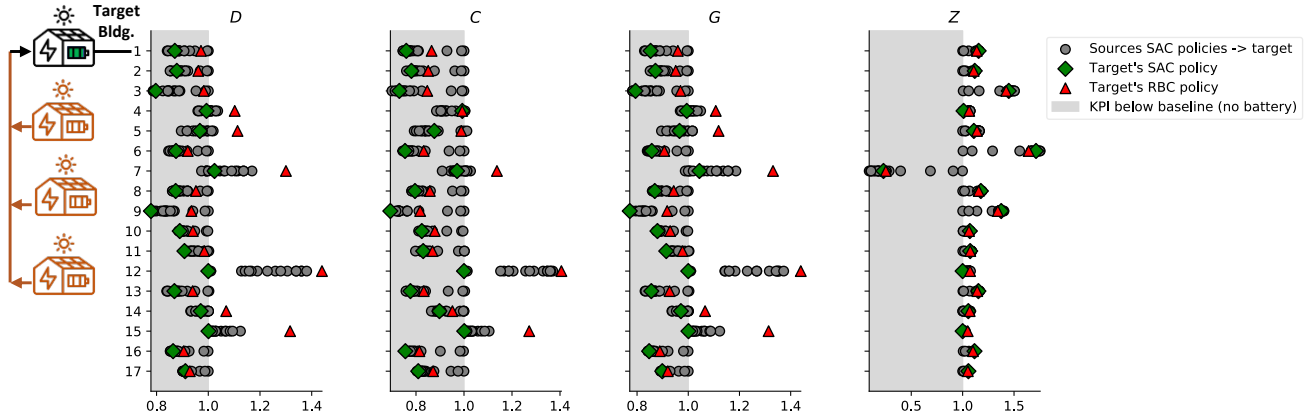 Target
Bldg.
D
C
G
Z
1
2
3
4
5
6
7
8
9
10
11
12
13
14
15
16
17
0.8 1.0 1.2 1.4
0.8 1.0 1.2 1.4
0.8 1.0 1.2 1.4
0.5 1.0 1.5
Sources SAC policies -> target
Target's SAC policy
Target's RBC policy
KPI below baseline (no battery)